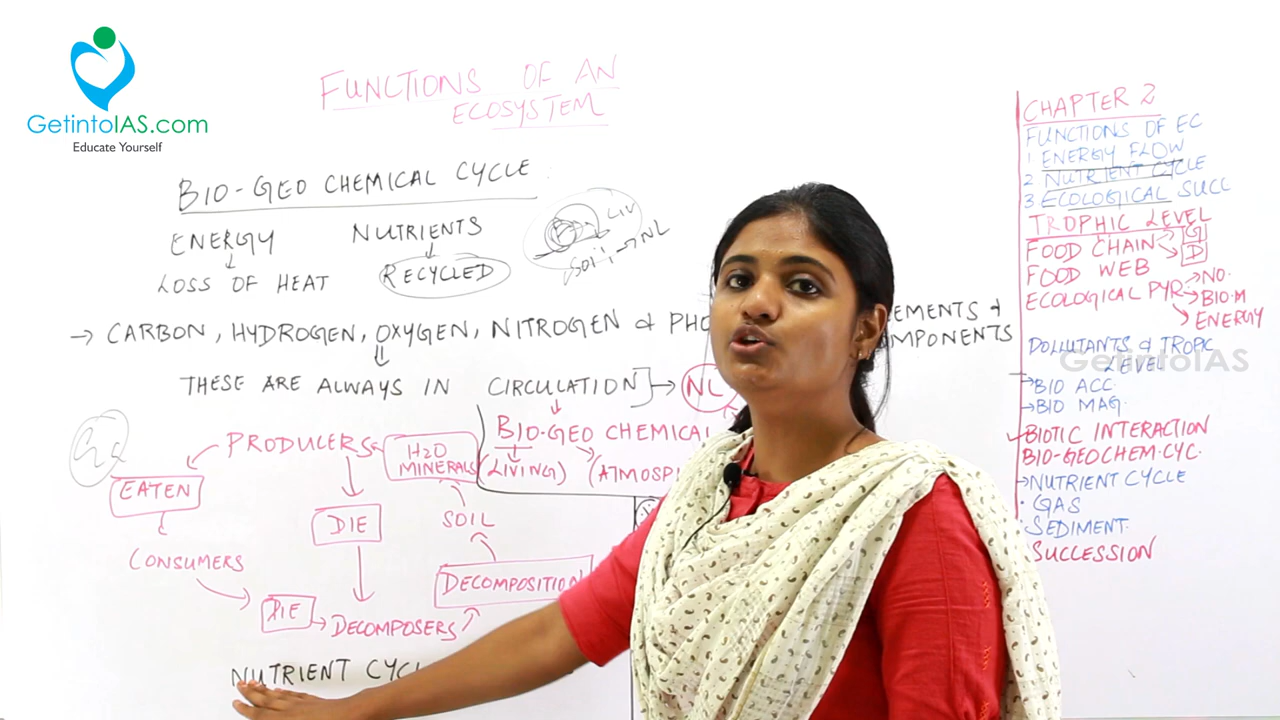 GetintoIAS.com
Educate Yourself
FUNCTIONS OF AN
ECOSYSTEM
BIO-GEO CHEMICAL CYCLE
ENERGY
NUTRIENTS
LOSS OF HEAT
RECYCLED
LIV
SOIL → NL
→ CARBON, HYDROGEN, OXYGEN, NITROGEN & PHO
EMENTS &
MPONENTS
THESE ARE ALWAYS IN CIRCULATION → NL
BIO-GEO CHEMICAL
(LIVING)
(ATMOSP
PRODUCERS
H2O
MINERALS
EATEN
DIE
SOIL
CONSUMERS
DECOMPOSITION
DIE
DECOMPOSERS
NUTRIENT CYC
CHAPTER 2
FUNCTIONS OF EC
1. ENERGY FLOW
2. NUTRIENT CYCLE
3. ECOLOGICAL SUCC
TROPHIC LEVEL
FOOD CHAIN
G
D
FOOD WEB
ECOLOGICAL PYR
NO.
BIO.M
ENERGY
POLLUTANTS & TROPIC
LEVEL
GetintoIAS
→ BIO ACC.
→ BIO MAG.
BIOTIC INTERACTION
BIO-GEOCHEM.CYC.
→ NUTRIENT CYCLE
• GAS
• SEDIMENT.
SUCCESSION